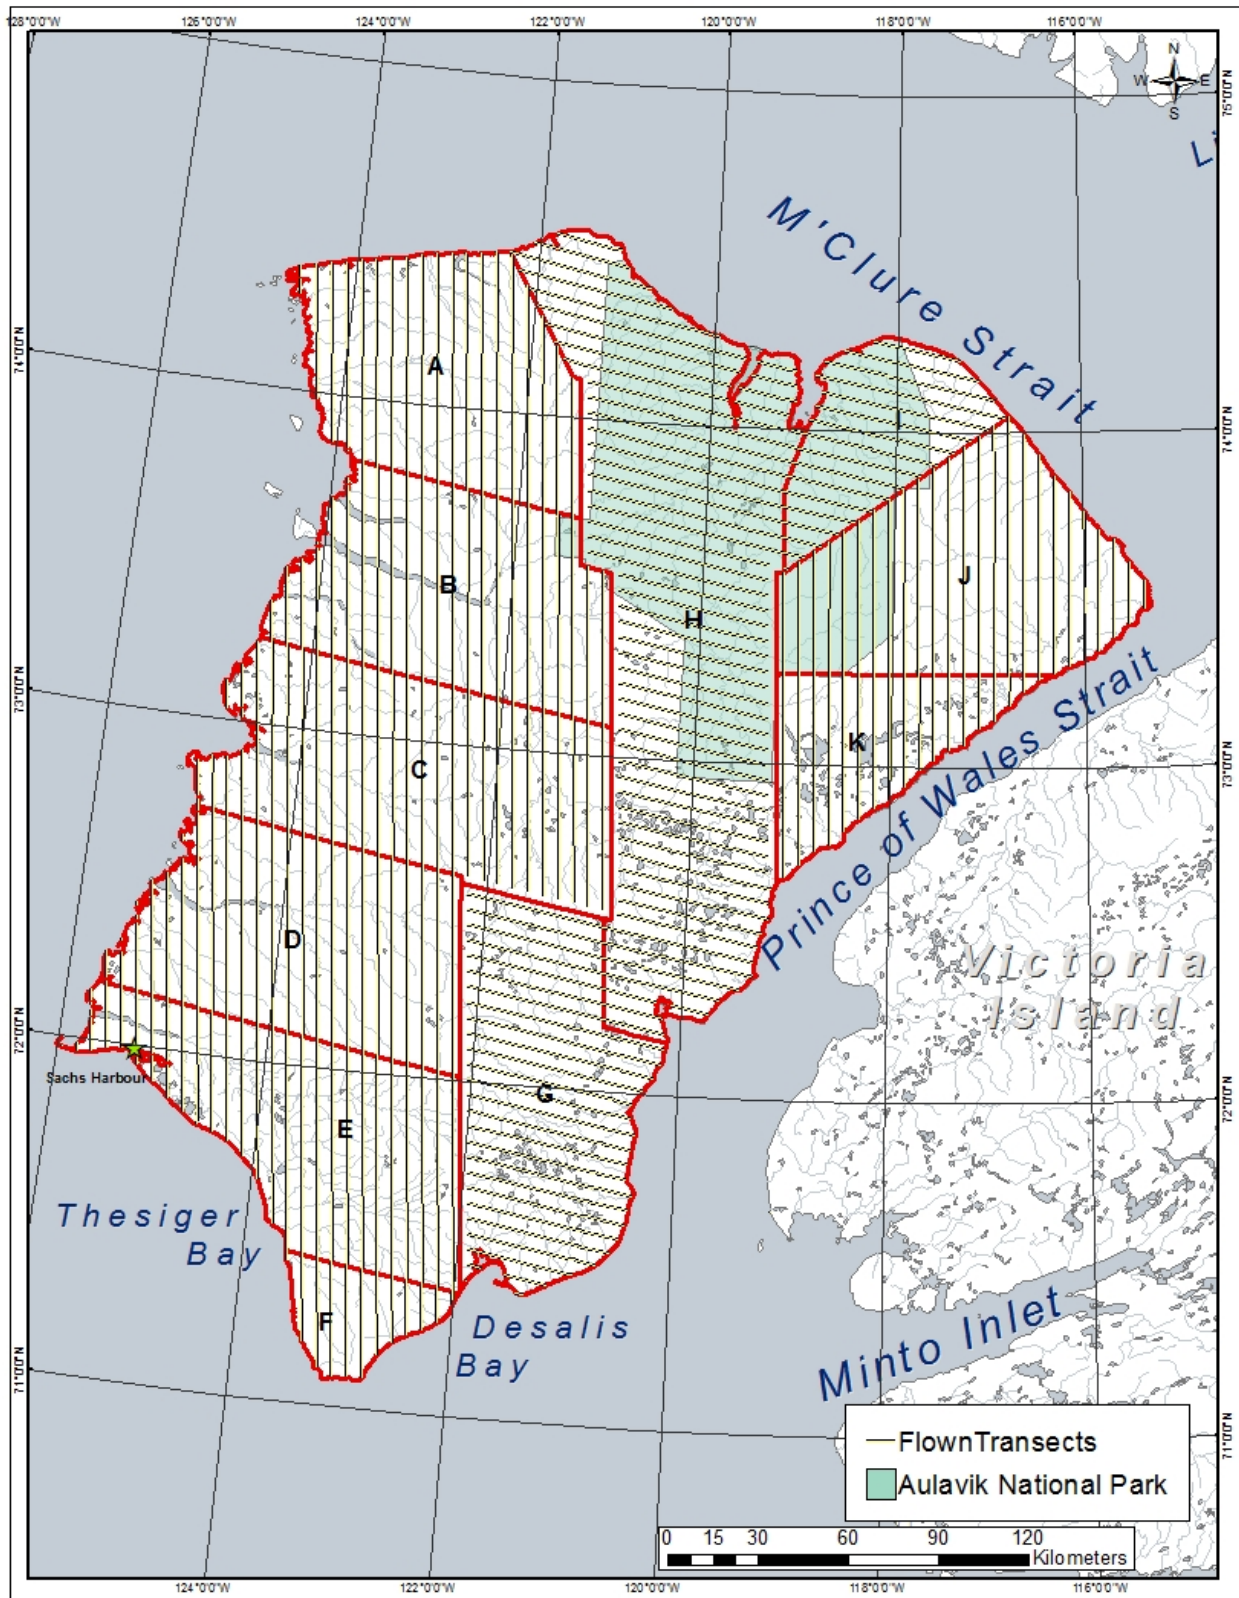 128°0'0"W
126°0'0"W
124°0'0"W
122°0'0"W
120°0'0"W
118°0'0"W
116°0'0"W
N
W E
S
75°0'0"N
Li
M'Clure Strait
A
74°0'0"N
74°0'0"N
I
B
J
H
73°0'0"N
73°0'0"N
C
K
Prince of Wales Strait
D
Victoria
Island
72°0'0"N
72°0'0"N
Sachs Harbour
G
E
Thesiger
Bay
F
Desalis
Bay
Minto Inlet
71°0'0"N
71°0'0"N
FlownTransects
Aulavik National Park
0 15 30 60 90 120
Kilometers
124°0'0"W
122°0'0"W
120°0'0"W
118°0'0"W
116°0'0"W